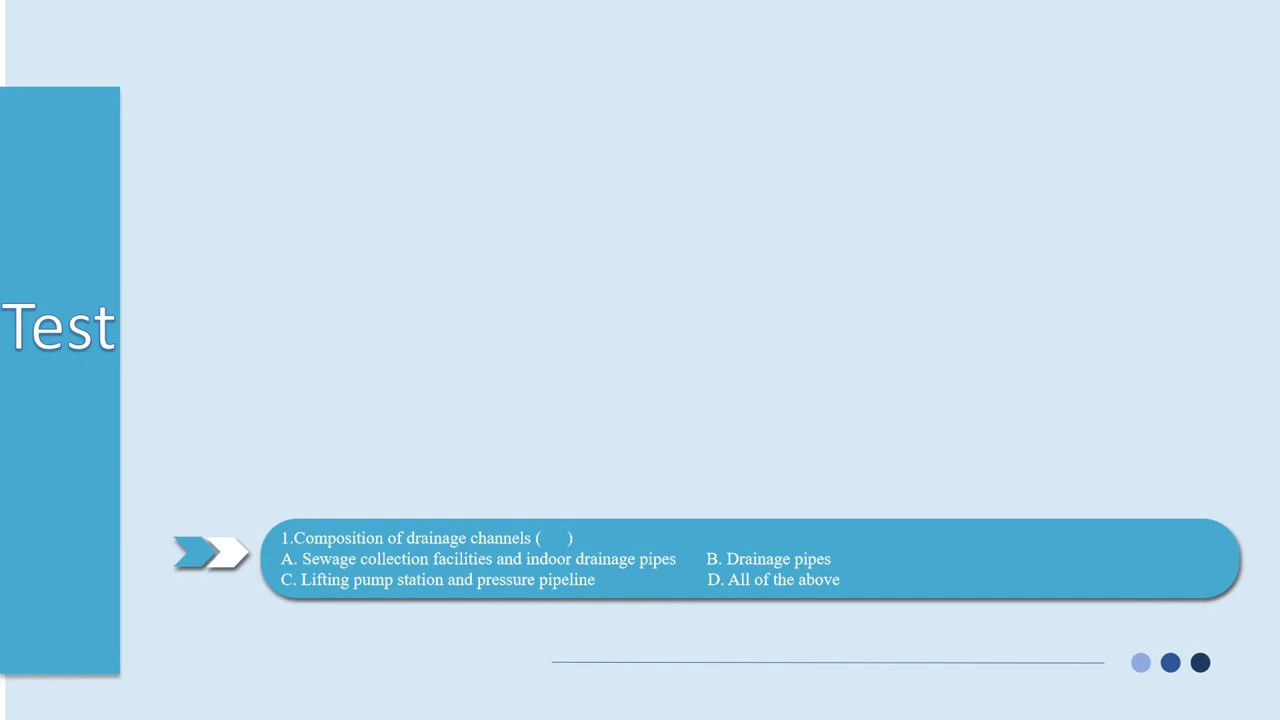 Test
1.Composition of drainage channels (      )
A. Sewage collection facilities and indoor drainage pipes       B. Drainage pipes
C. Lifting pump station and pressure pipeline                          D. All of the above